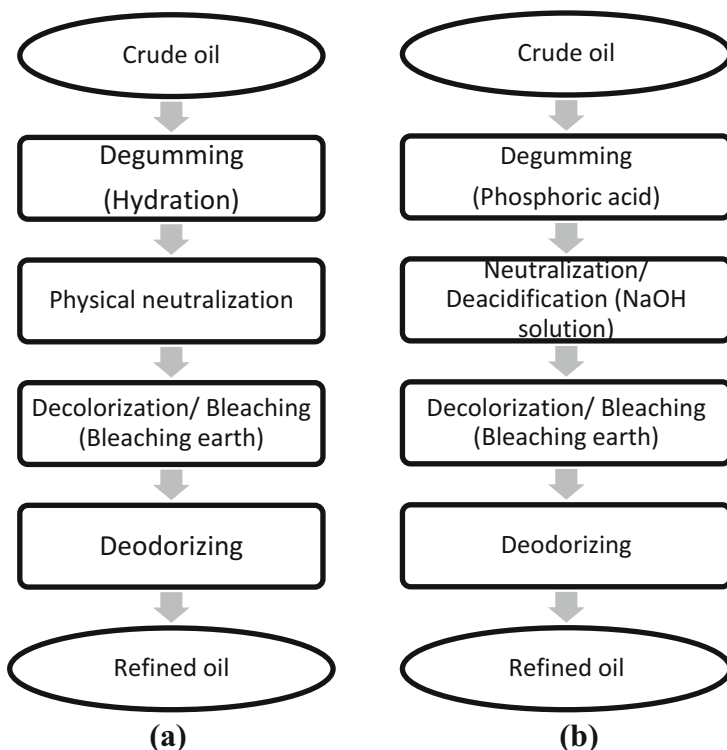 Crude oil
Degumming
(Hydration)
Physical neutralization
Decolorization/ Bleaching
(Bleaching earth)
Deodorizing
Refined oil
(a)
Crude oil
Degumming
(Phosphoric acid)
Neutralization/
Deacidification (NaOH
solution)
Decolorization/ Bleaching
(Bleaching earth)
Deodorizing
Refined oil
(b)